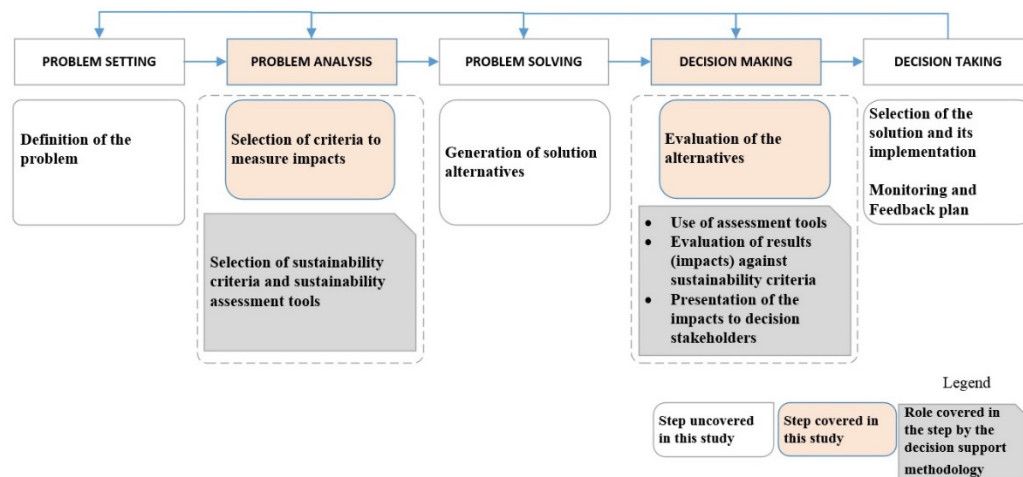 PROBLEM SETTING
PROBLEM ANALYSIS
PROBLEM SOLVING
DECISION MAKING
DECISION TAKING
Definition of the
problem
Selection of criteria to
measure impacts
Generation of solution
alternatives
Evaluation of the
alternatives
Selection of the
solution and its
implementation
Monitoring and
Feedback plan
Selection of sustainability
criteria and sustainability
assessment tools
• Use of assessment tools
• Evaluation of results
(impacts) against
sustainability criteria
• Presentation of the
impacts to decision
stakeholders
Legend
Step uncovered
in this study
Step covered in
this study
Role covered in
the step by the
decision support
methodology